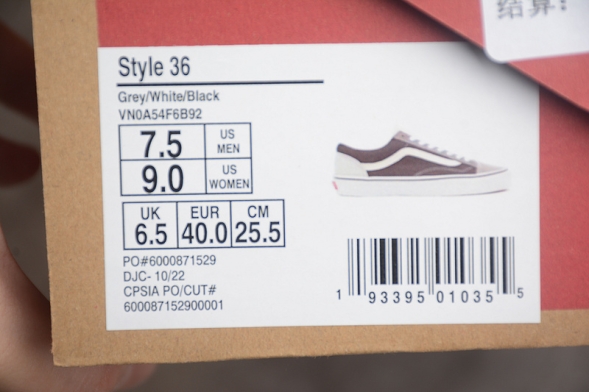 结算!
Style 36
Grey/White/Black
VN0A54F6B92
7.5 US MEN
9.0 US WOMEN
UK EUR CM
6.5 40.0 25.5
PO#6000871529
DJC- 10/22
CPSIA PO/CUT#
600087152900001
1 93395 01035 5